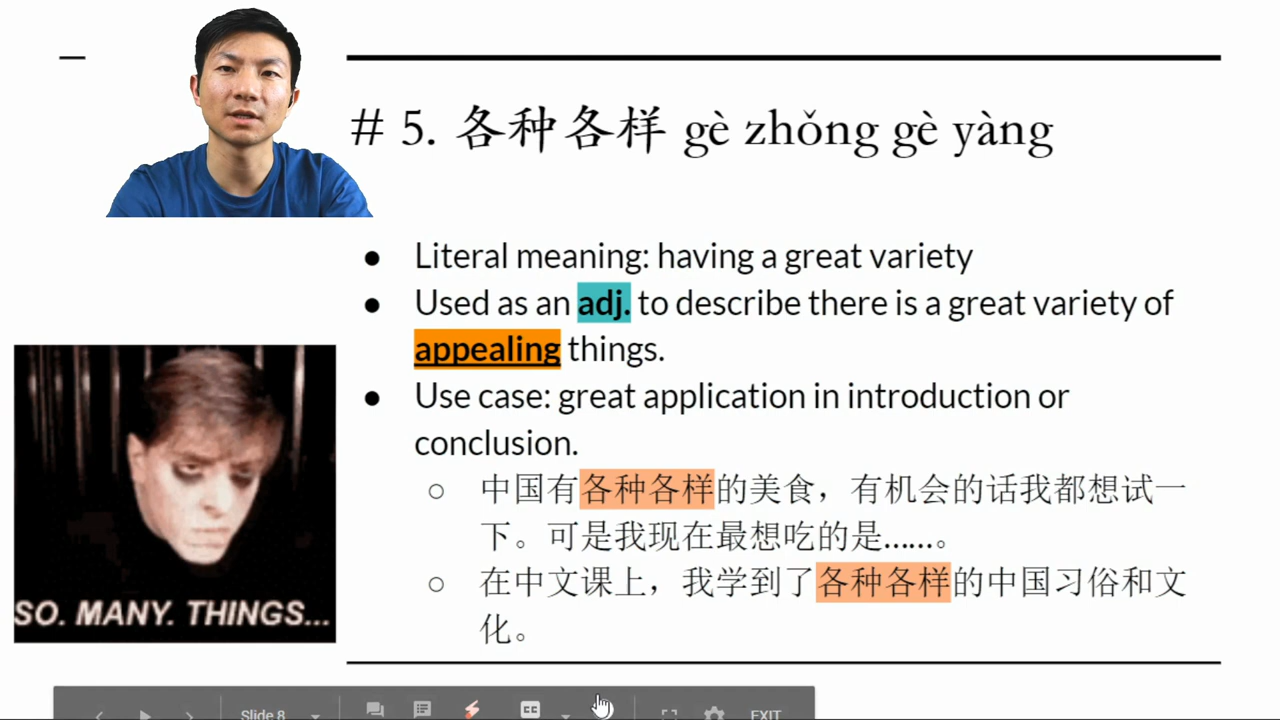 # 5. 各种各样 gè zhǒng gè yàng
● Literal meaning: having a great variety
● Used as an adj. to describe there is a great variety of
appealing things.
● Use case: great application in introduction or
conclusion.
○ 中国有各种各样的美食，有机会的话我都想试一
下。可是我现在最想吃的是……。
○ 在中文课上，我学到了各种各样的中国习俗和文
化。
SO. MANY. THINGS...
Slide 8
CC
EXIT